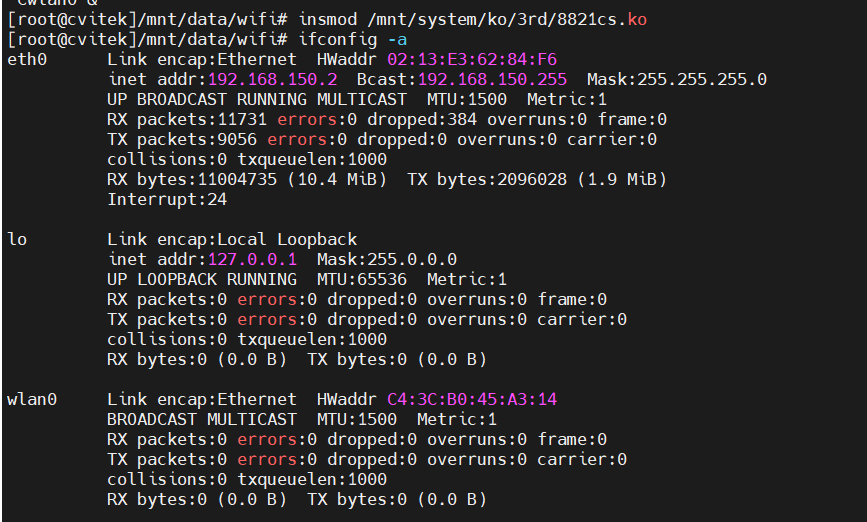 [root@cvitek]/mnt/data/wifi# insmod /mnt/system/ko/3rd/8821cs.ko
[root@cvitek]/mnt/data/wifi# ifconfig -a
eth0      Link encap:Ethernet  HWaddr 02:13:E3:62:84:F6
          inet addr:192.168.150.2  Bcast:192.168.150.255  Mask:255.255.255.0
          UP BROADCAST RUNNING MULTICAST  MTU:1500  Metric:1
          RX packets:11731 errors:0 dropped:384 overruns:0 frame:0
          TX packets:9056 errors:0 dropped:0 overruns:0 carrier:0
          collisions:0 txqueuelen:1000
          RX bytes:11004735 (10.4 MiB)  TX bytes:2096028 (1.9 MiB)
          Interrupt:24

lo        Link encap:Local Loopback
          inet addr:127.0.0.1  Mask:255.0.0.0
          UP LOOPBACK RUNNING  MTU:65536  Metric:1
          RX packets:0 errors:0 dropped:0 overruns:0 frame:0
          TX packets:0 errors:0 dropped:0 overruns:0 carrier:0
          collisions:0 txqueuelen:1000
          RX bytes:0 (0.0 B)  TX bytes:0 (0.0 B)

wlan0     Link encap:Ethernet  HWaddr C4:3C:B0:45:A3:14
          BROADCAST MULTICAST  MTU:1500  Metric:1
          RX packets:0 errors:0 dropped:0 overruns:0 frame:0
          TX packets:0 errors:0 dropped:0 overruns:0 carrier:0
          collisions:0 txqueuelen:1000
          RX bytes:0 (0.0 B)  TX bytes:0 (0.0 B)